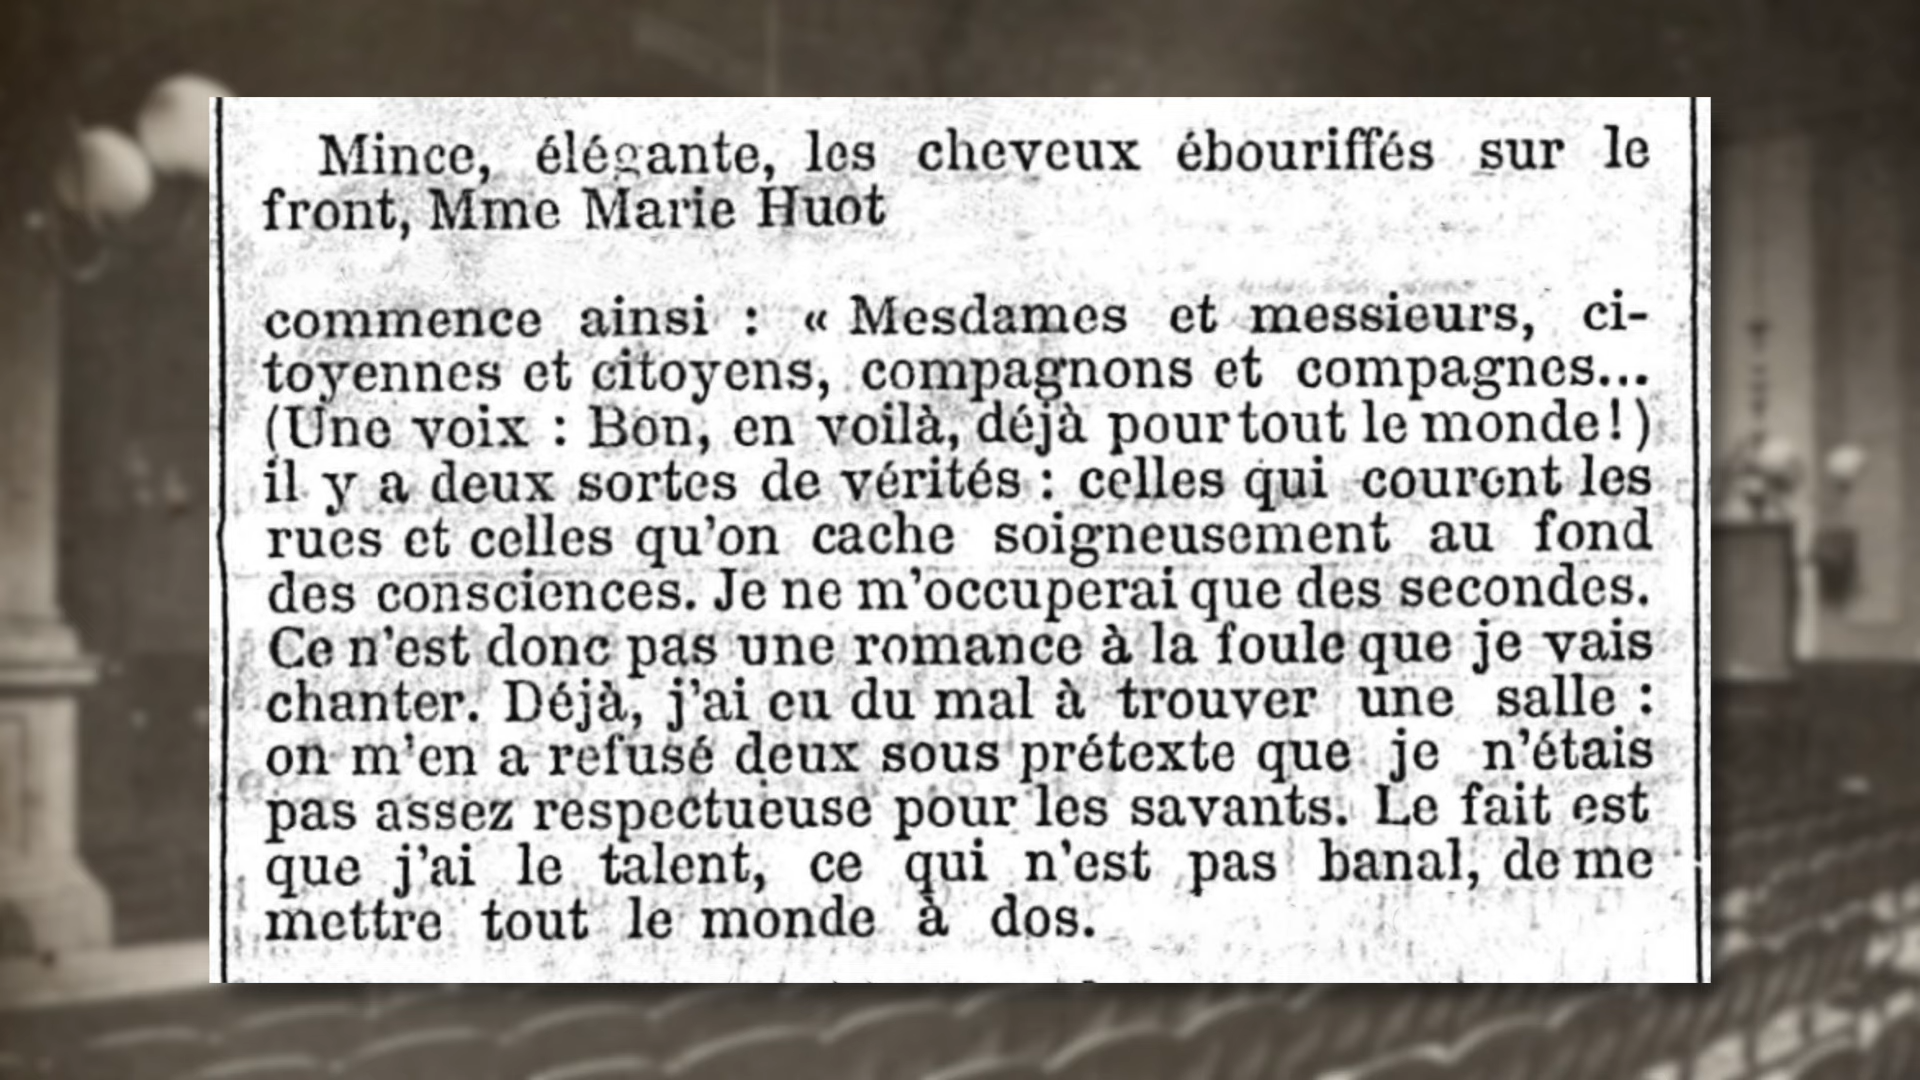 Mince, élégante, les cheveux ébouriffés sur le
front, Mme Marie Huot
commence ainsi : « Mesdames et messieurs, ci-
toyennes et citoyens, compagnons et compagnes...
(Une voix : Bon, en voilà, déjà pour tout le monde!)
il y a deux sortes de vérités : celles qui courent les
rues et celles qu'on cache soigneusement au fond
des consciences. Je ne m'occuperai que des secondes.
Ce n'est donc pas une romance à la foule que je vais
chanter. Déjà, j'ai eu du mal à trouver une salle :
on m'en a refusé deux sous prétexte que je n'étais
pas assez respectueuse pour les savants. Le fait est
que j'ai le talent, ce qui n'est pas banal, de me
mettre tout le monde à dos.